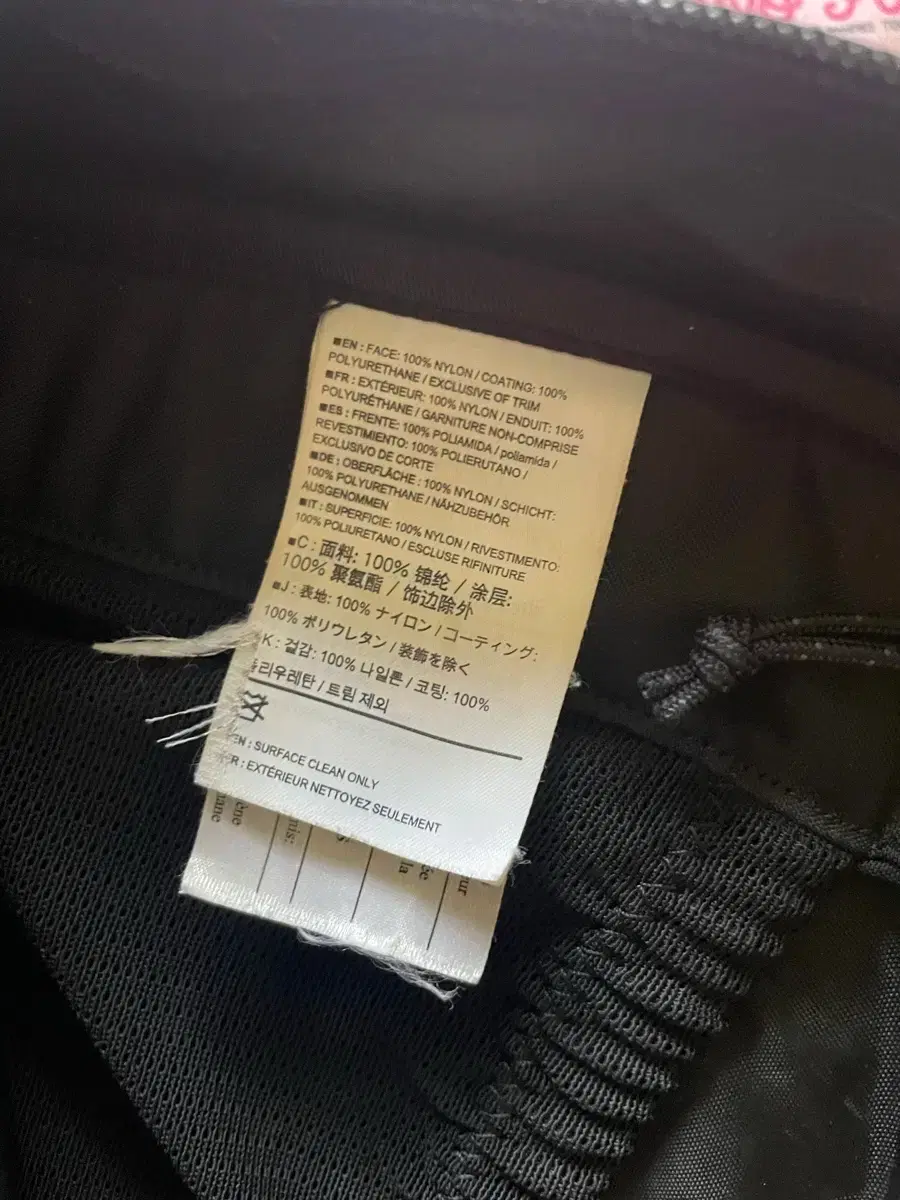 ■EN : FACE: 100% NYLON / COATING: 100%
POLYURETHANE / EXCLUSIVE OF TRIM
■FR : EXTÉRIEUR: 100% NYLON / ENDUIT: 100%
POLYURÉTHANE / GARNITURE NON-COMPRISE
■ES : FRENTE: 100% POLIAMIDA / poliamida /
REVESTIMIENTO: 100% POLIERUTANO /
EXCLUSIVO DE CORTE
■DE : OBERFLÄCHE : 100% NYLON / SCHICHT:
100% POLYURETHANE / NÄHZUBEHÖR
AUSGENOMMEN
■IT : SUPERFICIE: 100% NYLON / RIVESTIMENTO:
100% POLIURETANO / ESCLUSE RIFINITURE
■C : 面料: 100% 锦纶 / 涂层:
100% 聚氨酯 / 饰边除外
■J : 表地: 100% ナイロン / コーティング:
100% ポリウレタン / 装飾を除く
K : 겉감: 100% 나일론 / 코팅: 100%
리우레탄 / 트림 제외
EN : SURFACE CLEAN ONLY
FR : EXTÉRIEUR NETTOYEZ SEULEMENT